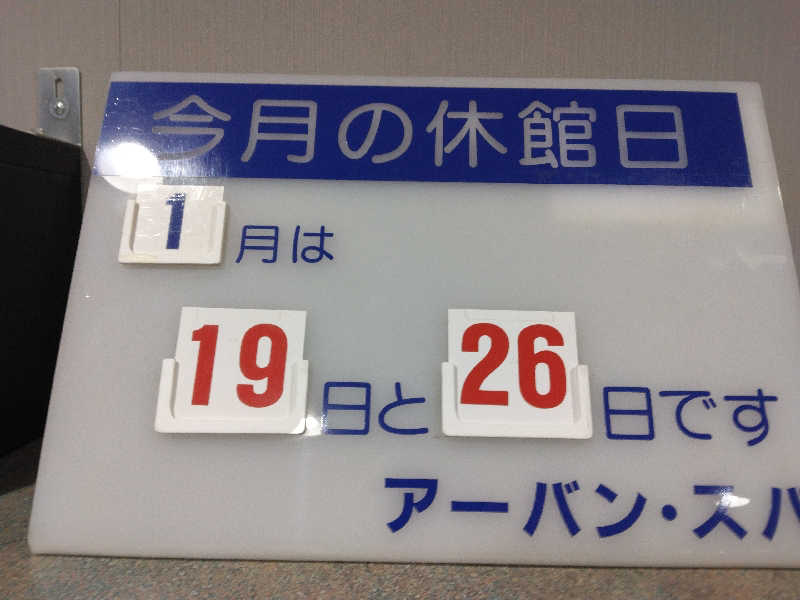 今月の休館日
1月は
19日と26日です
アーバン・ス